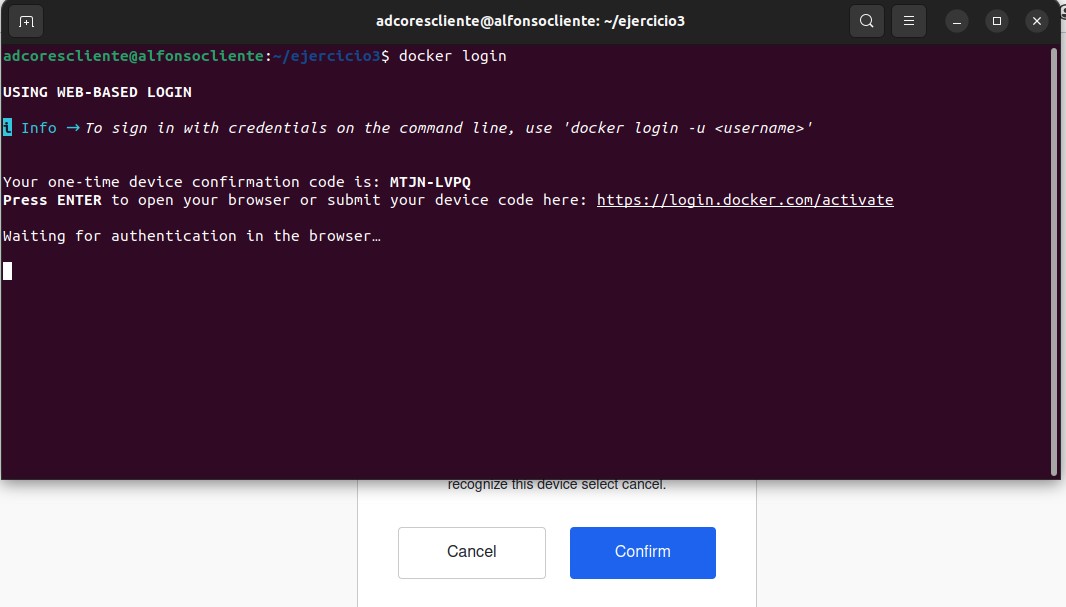 adcorescliente@alfonsocliente: ~/ejercicio3
adcorescliente@alfonsocliente:~/ejercicio3$ docker login
USING WEB-BASED LOGIN
i Info → To sign in with credentials on the command line, use 'docker login -u <username>'
Your one-time device confirmation code is: MTJN-LVPQ
Press ENTER to open your browser or submit your device code here: https://login.docker.com/activate
Waiting for authentication in the browser…
recognize this device select cancel.
Cancel
Confirm